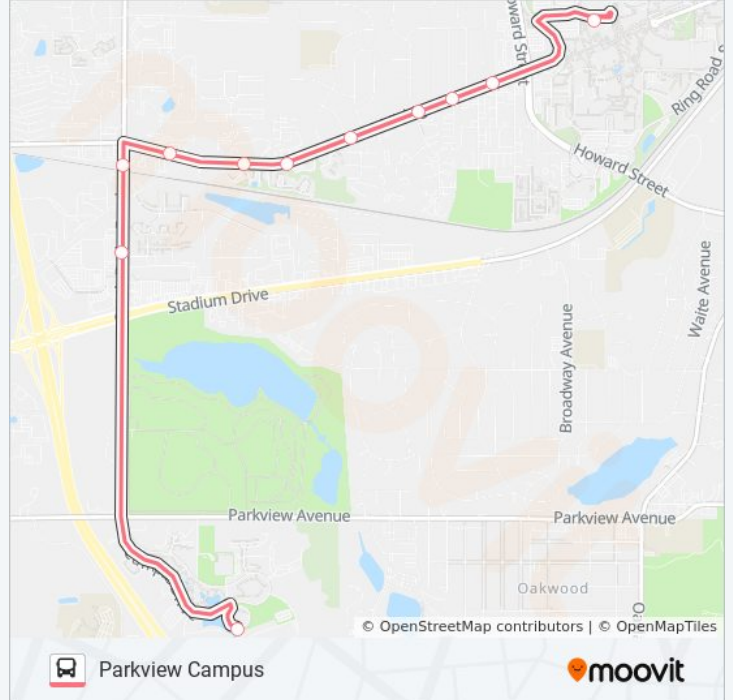 Howard Street
Ring Road
Howard Street
Stadium Drive
Waite Avenue
Broadway Avenue
Parkview Avenue
Parkview Avenue
Oakwood
© OpenStreetMap contributors | © OpenMapTiles
Parkview Campus
moovit